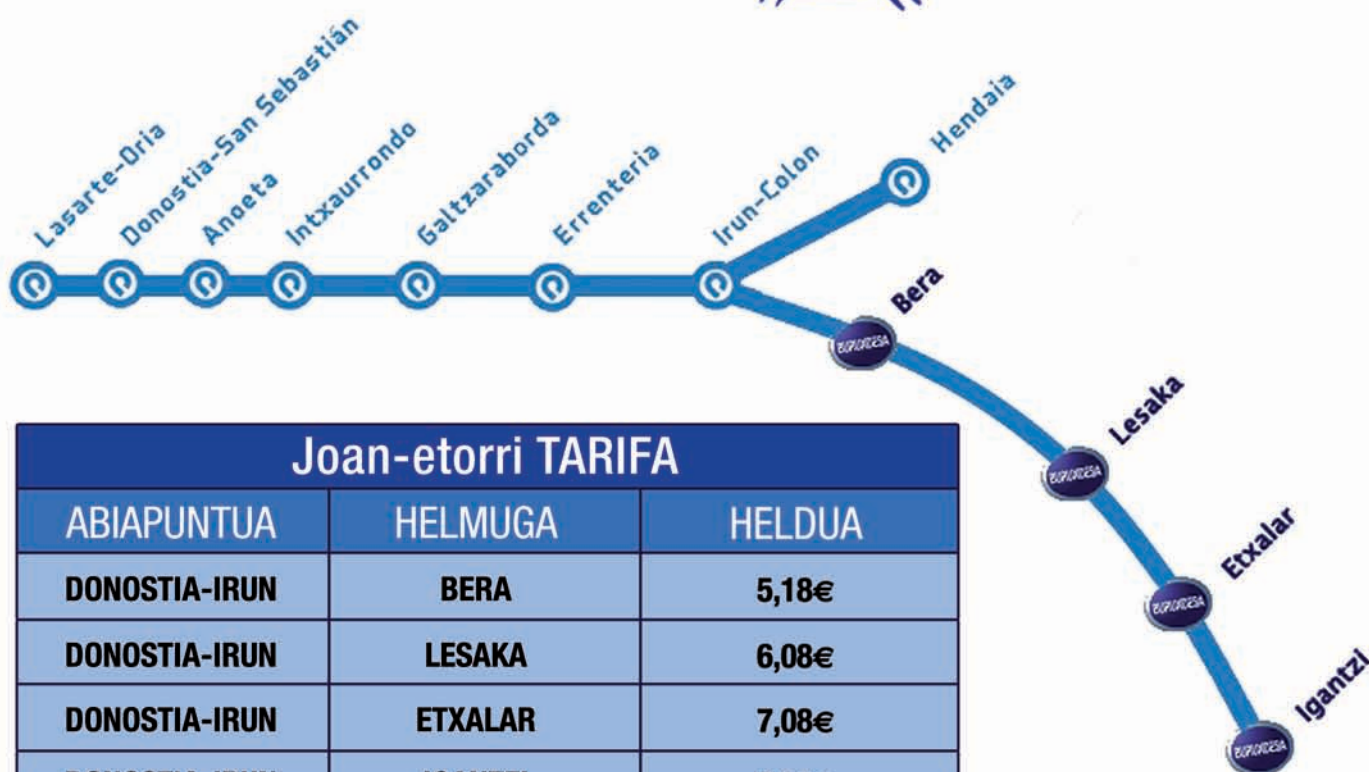 Lasarte-Oria
Donostia-San Sebastián
Anoeta
Intxaurrondo
Galtzaraborda
Errenteria
Irun-Colon
Hendaia
Bera
Lesaka
Etxalar
Igantzi
Joan-etorri TARIFA
ABIAPUNTUA HELMUGA HELDUA
DONOSTIA-IRUN BERA 5,18€
DONOSTIA-IRUN LESAKA 6,08€
DONOSTIA-IRUN ETXALAR 7,08€